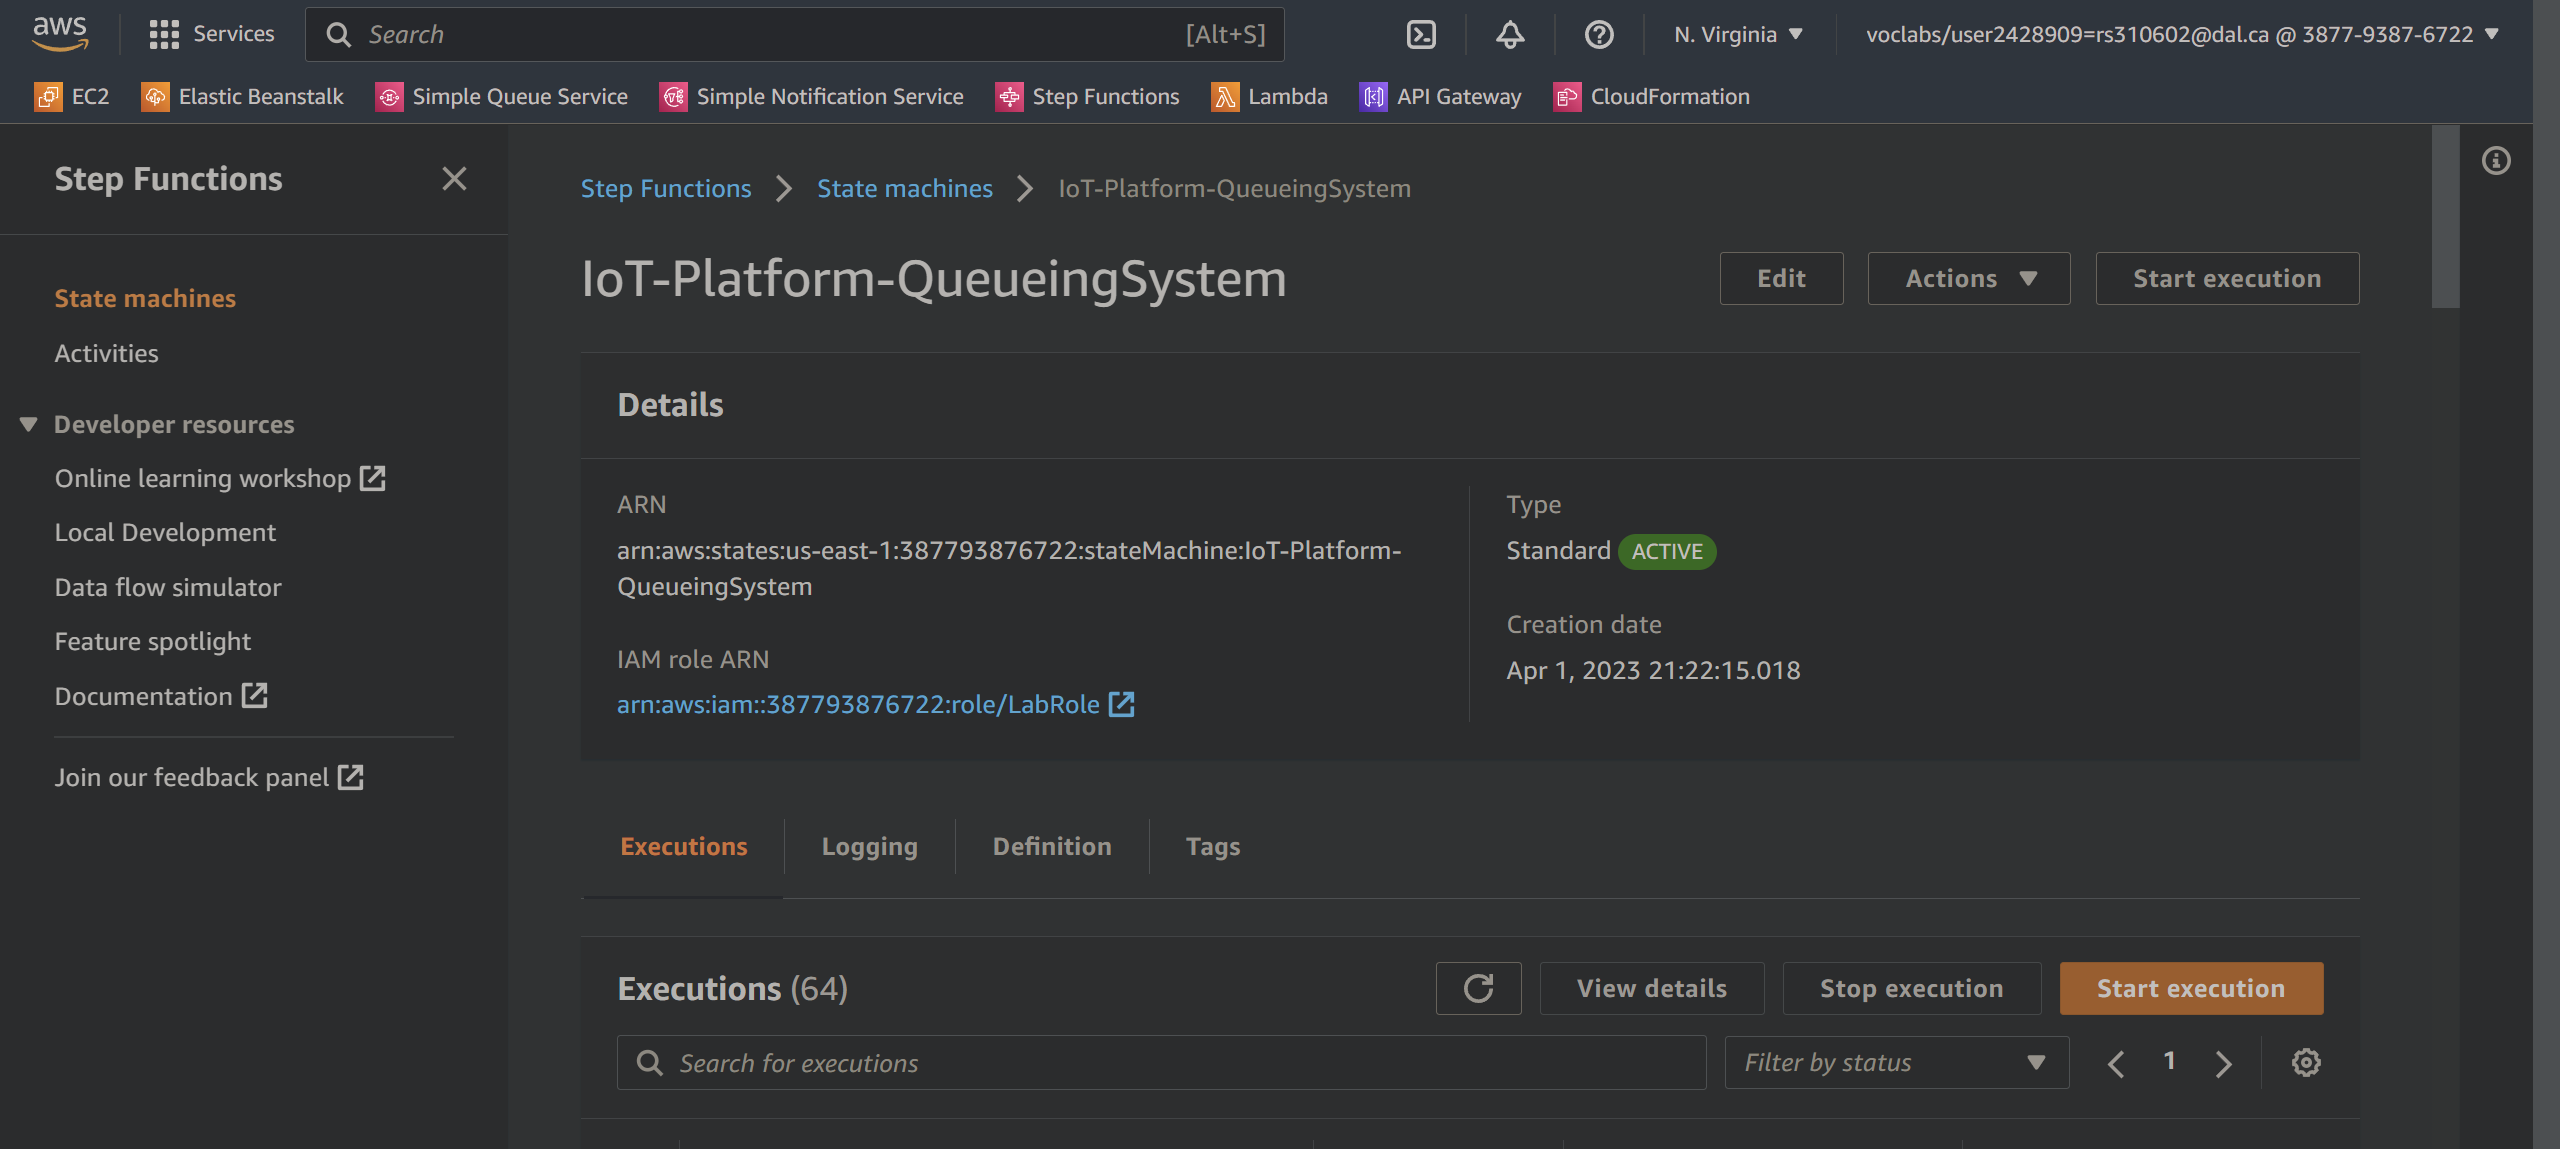 aws
Services
Search
[Alt+S]
N. Virginia
voclabs/user2428909=rs310602@dal.ca @ 3877-9387-6722
EC2
Elastic Beanstalk
Simple Queue Service
Simple Notification Service
Step Functions
Lambda
API Gateway
CloudFormation
Step Functions
State machines
Activities
Developer resources
Online learning workshop
Local Development
Data flow simulator
Feature spotlight
Documentation
Join our feedback panel
Step Functions
State machines
IoT-Platform-QueueingSystem
IoT-Platform-QueueingSystem
Edit
Actions
Start execution
Details
ARN
arn:aws:states:us-east-1:387793876722:stateMachine:IoT-Platform-
QueueingSystem
IAM role ARN
arn:aws:iam::387793876722:role/LabRole
Type
Standard ACTIVE
Creation date
Apr 1, 2023 21:22:15.018
Executions
Logging
Definition
Tags
Executions (64)
View details
Stop execution
Start execution
Search for executions
Filter by status
1